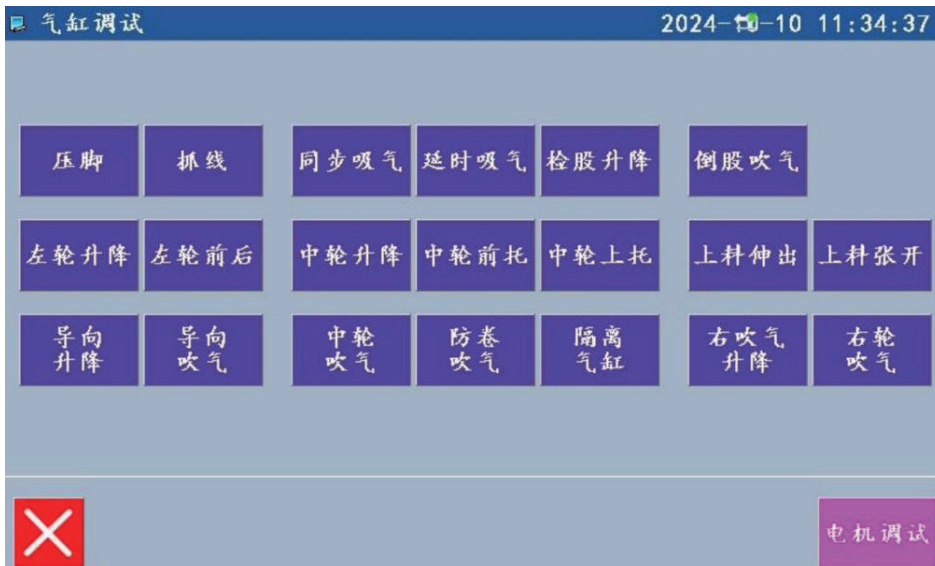 气缸调试
2024-10-10 11:34:37
压脚
抓线
同步吸气
延时吸气
检股升降
倒股吹气
左轮升降
左轮前后
中轮升降
中轮前托
中轮上托
上料伸出
上料张开
导向
升降
导向
吹气
中轮
吹气
防卷
吹气
隔离
气缸
右吹气
升降
右轮
吹气
电机调试